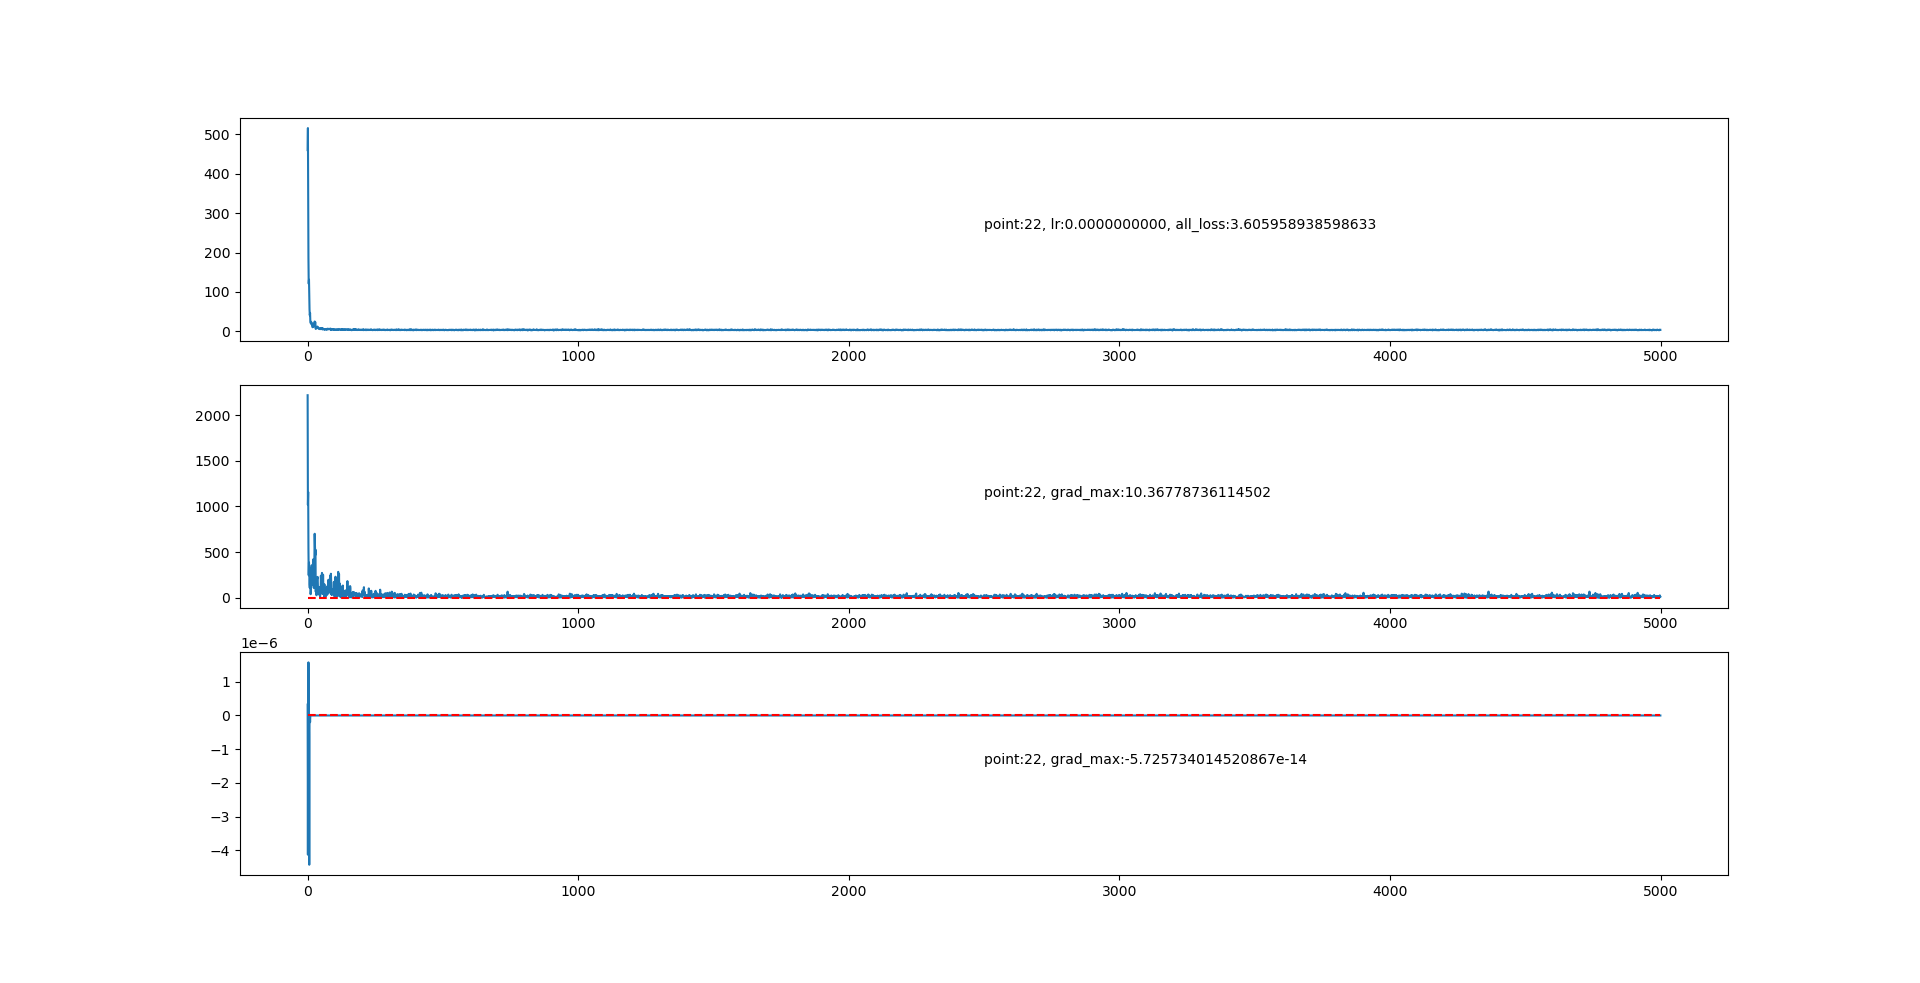 500
400
300
200
100
0
point:22, lr:0.0000000000, all_loss:3.605958938598633
0 1000 2000 3000 4000 5000
2000
1500
1000
500
0
point:22, grad_max:10.36778736114502
0 1000 2000 3000 4000 5000
1e−6
1
0
−1
−2
−3
−4
point:22, grad_max:-5.725734014520867e-14
0 1000 2000 3000 4000 5000